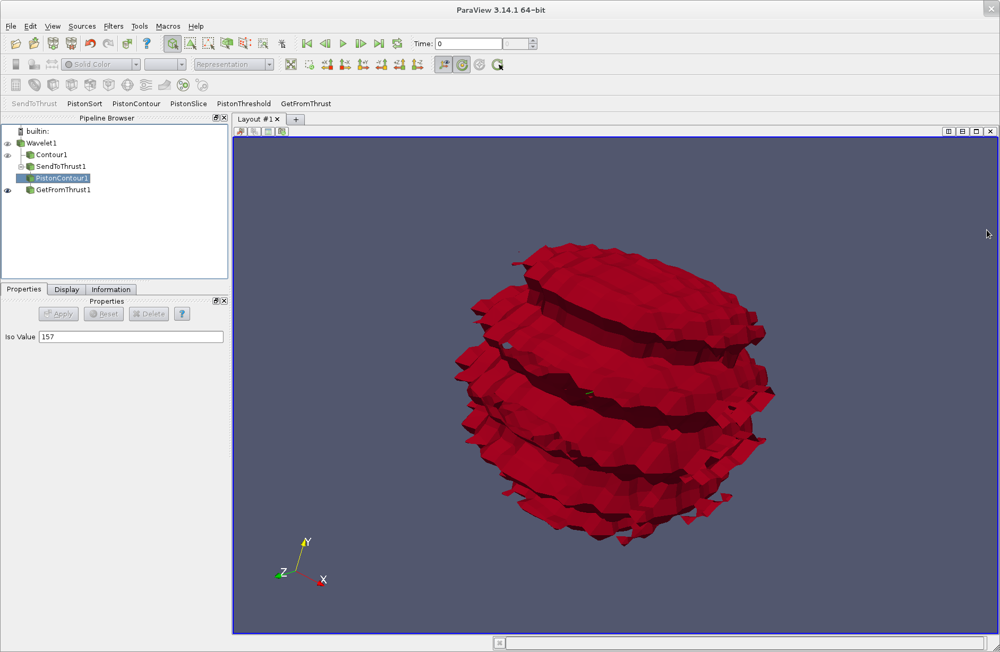 ParaView 3.14.1 64-bit
File Edit View Sources Filters Tools Macros Help
Time: 0 0
Solid Color Representation +X -X +Y -Y +Z -Z
SendToThrust PistonSort PistonContour PistonSlice PistonThreshold GetFromThrust
Pipeline Browser
Layout #1
builtin:
Wavelet1
Contour1
SendToThrust1
PistonContour1
GetFromThrust1
Properties Display Information
Properties
Apply Reset Delete ?
Iso Value 157
Y
Z
X